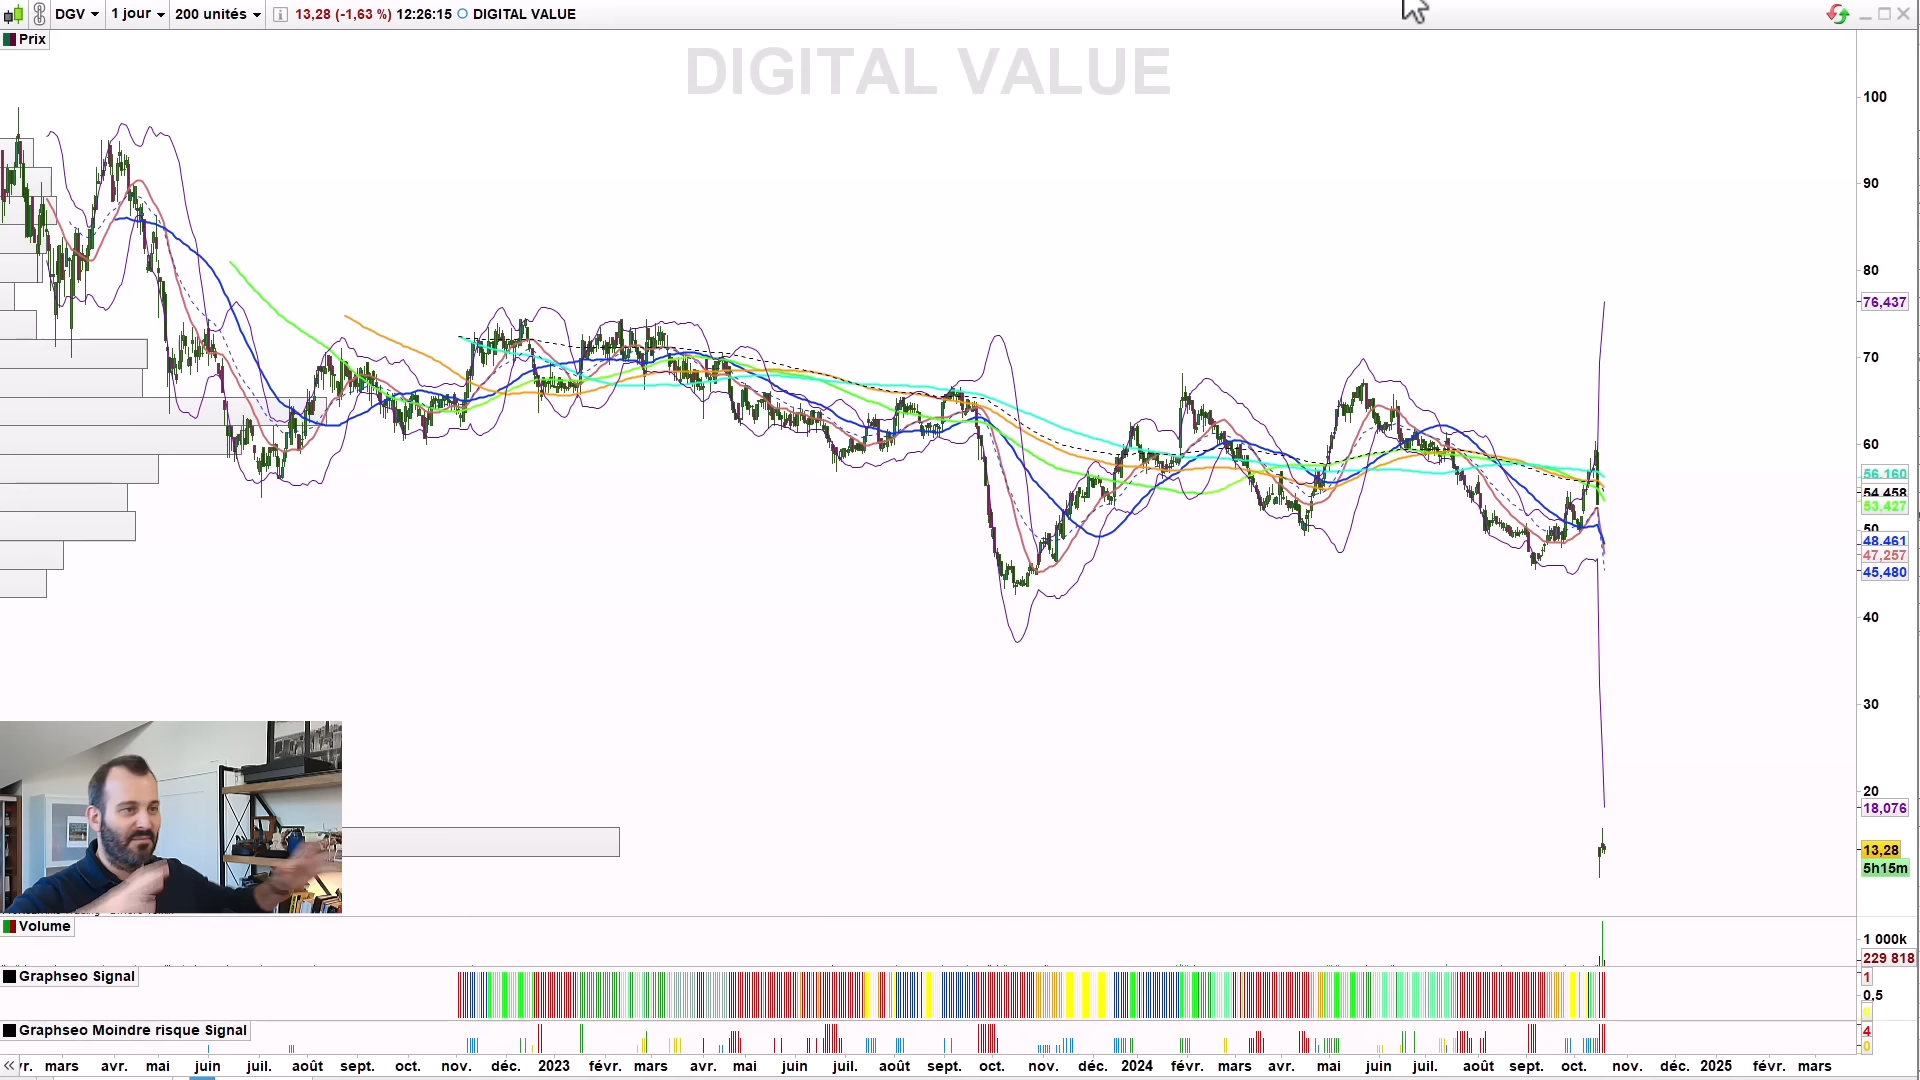 DGV 1 jour 200 unités 13,28 (-1,63 %) 12:26:15 DIGITAL VALUE
Prix
DIGITAL VALUE
100
90
80
76,437
70
60
56,160
54,458
53,427
50
48,461
47,257
45,480
40
30
20
18,076
13,28
5h15m
Volume
1 000k
229 818
Graphseo Signal
1
0,5
Graphseo Moindre risque Signal
4
0
vr. mars avr. mai juin juil. août sept. oct. nov. déc. 2023 févr. mars avr. mai juin juil. août sept. oct. nov. déc. 2024 févr. mars avr. mai juin juil. août sept. oct. nov. déc. 2025 févr. mars